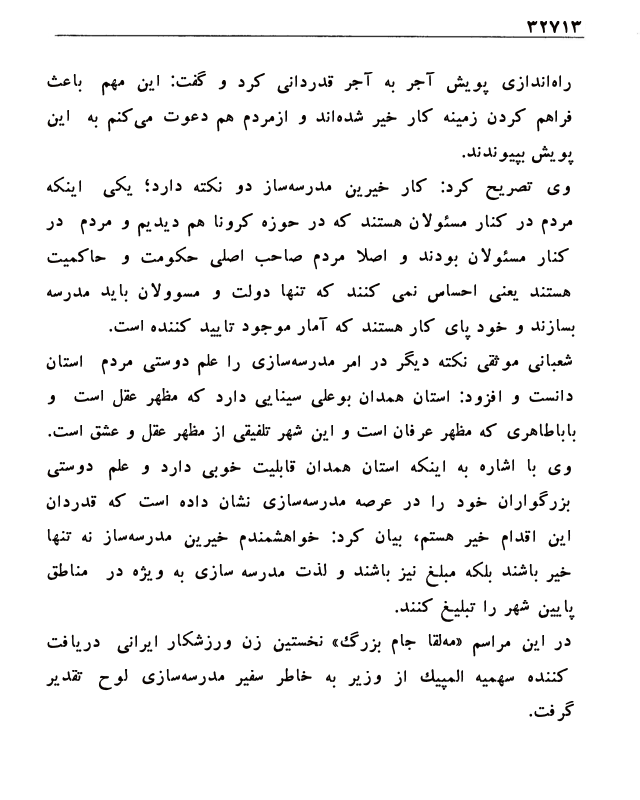 ۳۲۷۱۳
راه‌اندازی پویش آجر به آجر قدردانی کرد و گفت: این مهم باعث
فراهم کردن زمینه کار خیر شده‌اند و ازمردم هم دعوت می‌کنم به این
پویش بپیوندند.
وی تصریح کرد: کار خیرین مدرسه‌ساز دو نکته دارد؛ یکی اینکه
مردم در کنار مسئولان هستند که در حوزه کرونا هم دیدیم و مردم در
کنار مسئولان بودند و اصلا مردم صاحب اصلی حکومت و حاکمیت
هستند یعنی احساس نمی کنند که تنها دولت و مسوولان باید مدرسه
بسازند و خود پای کار هستند که آمار موجود تایید کننده است.
شعبانی موثقی نکته دیگر در امر مدرسه‌سازی را علم دوستی مردم استان
دانست و افزود: استان همدان بوعلی سینایی دارد که مظهر عقل است و
باباطاهری که مظهر عرفان است و این شهر تلفیقی از مظهر عقل و عشق است.
وی با اشاره به اینکه استان همدان قابلیت خوبی دارد و علم دوستی
بزرگواران خود را در عرصه مدرسه‌سازی نشان داده است که قدردان
این اقدام خیر هستم، بیان کرد: خواهشمندم خیرین مدرسه‌ساز نه تنها
خیر باشند بلکه مبلغ نیز باشند و لذت مدرسه سازی به ویژه در مناطق
پایین شهر را تبلیغ کنند.
در این مراسم «مه‌لقا جام بزرگ» نخستین زن ورزشکار ایرانی دریافت
کننده سهمیه المپیک از وزیر به خاطر سفیر مدرسه‌سازی لوح تقدیر
گرفت.